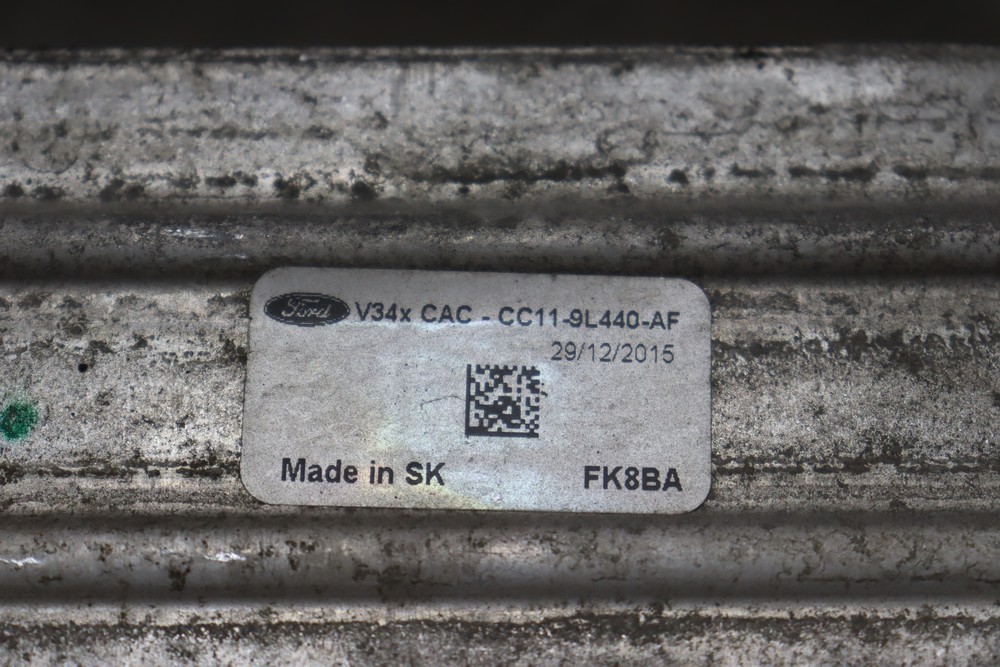 Ford V34x CAC - CC11-9L440-AF
29/12/2015
Made in SK FK8BA